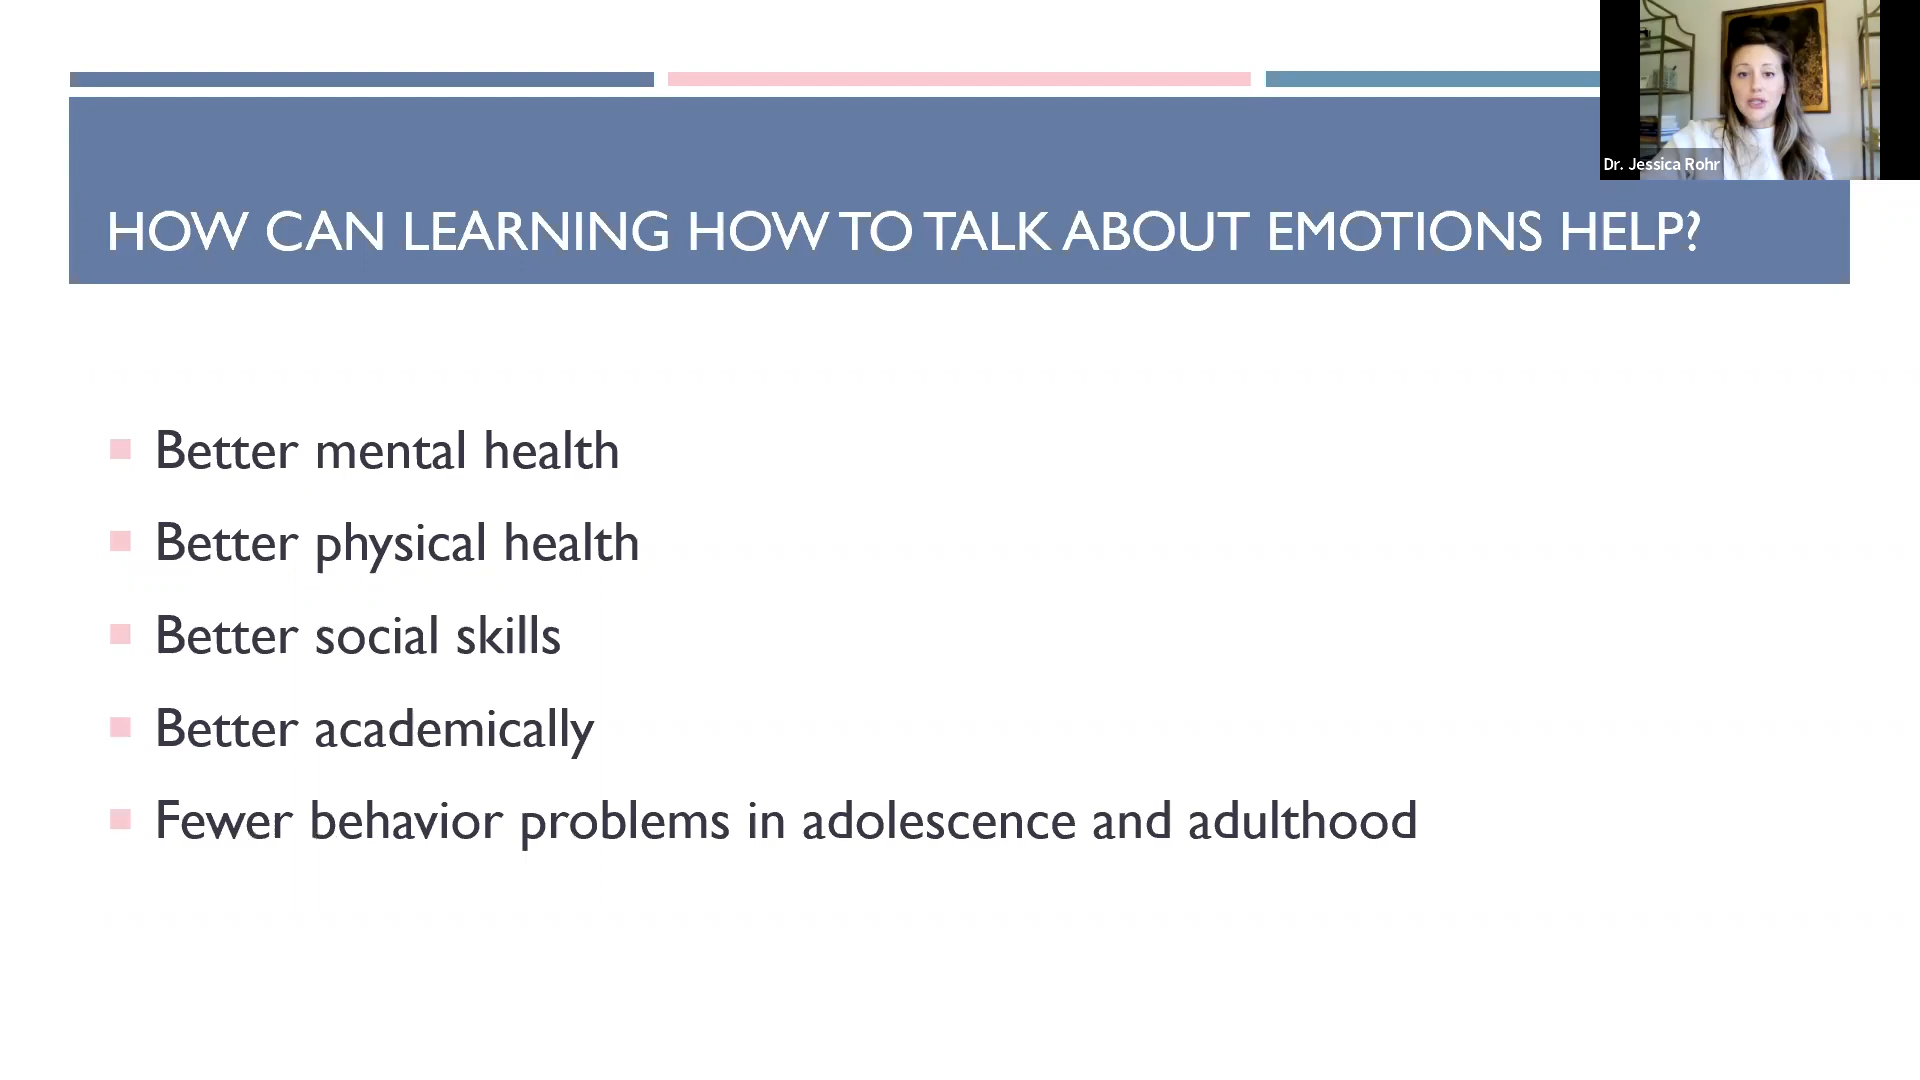 Dr. Jessica Rohr
HOW CAN LEARNING HOW TO TALK ABOUT EMOTIONS HELP?
Better mental health
Better physical health
Better social skills
Better academically
Fewer behavior problems in adolescence and adulthood